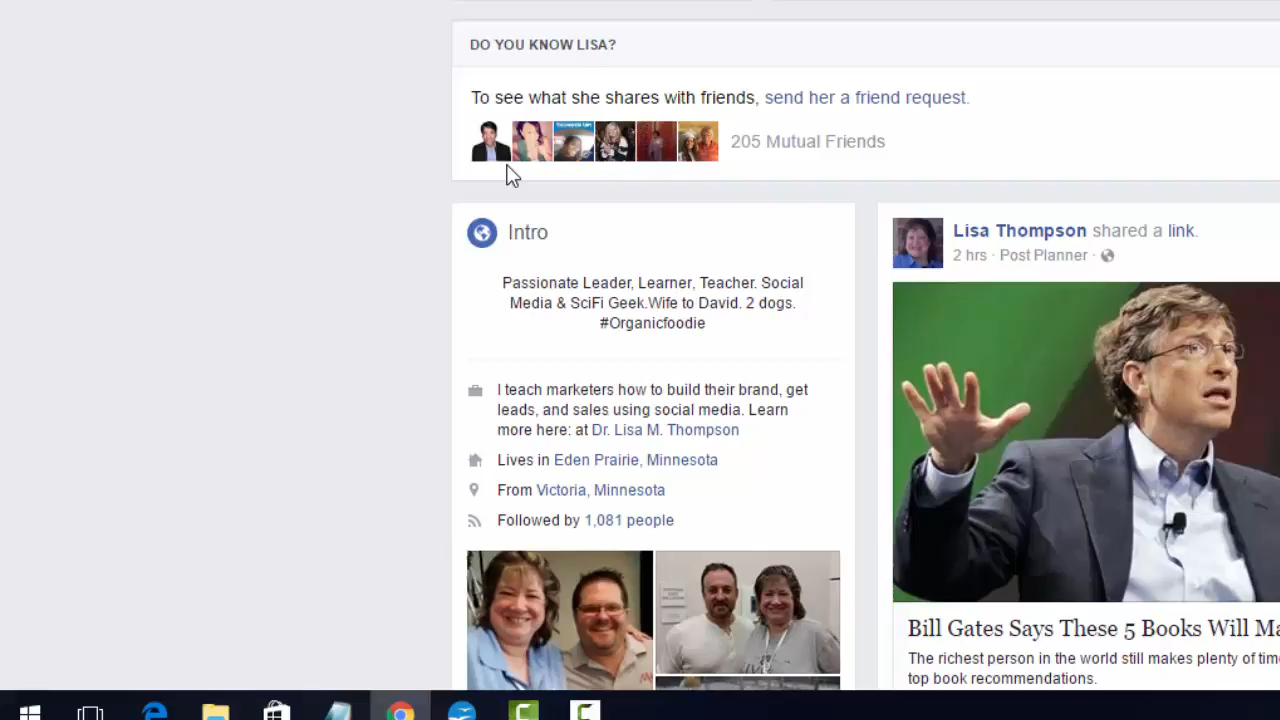 DO YOU KNOW LISA?
To see what she shares with friends, send her a friend request.
205 Mutual Friends
Intro
Passionate Leader, Learner, Teacher. Social
Media & SciFi Geek.Wife to David. 2 dogs.
#Organicfoodie
I teach marketers how to build their brand, get
leads, and sales using social media. Learn
more here: at Dr. Lisa M. Thompson
Lives in Eden Prairie, Minnesota
From Victoria, Minnesota
Followed by 1,081 people
Lisa Thompson shared a link.
2 hrs · Post Planner ·
Bill Gates Says These 5 Books Will Ma
The richest person in the world still makes plenty of time
top book recommendations.